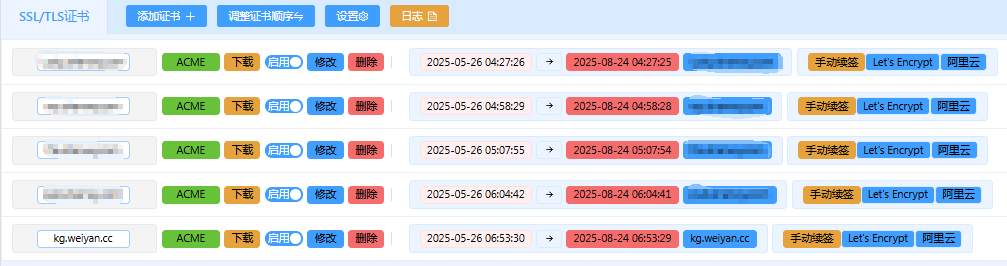 SSL/TLS证书 添加证书 调整证书顺序 设置 日志
ACME 下载 启用 修改 删除 2025-05-26 04:27:26 → 2025-08-24 04:27:25 手动续签 Let's Encrypt 阿里云
ACME 下载 启用 修改 删除 2025-05-26 04:58:29 → 2025-08-24 04:58:28 手动续签 Let's Encrypt 阿里云
ACME 下载 启用 修改 删除 2025-05-26 05:07:55 → 2025-08-24 05:07:54 手动续签 Let's Encrypt 阿里云
ACME 下载 启用 修改 删除 2025-05-26 06:04:42 → 2025-08-24 06:04:41 手动续签 Let's Encrypt 阿里云
kg.weiyan.cc ACME 下载 启用 修改 删除 2025-05-26 06:53:30 → 2025-08-24 06:53:29 kg.weiyan.cc 手动续签 Let's Encrypt 阿里云